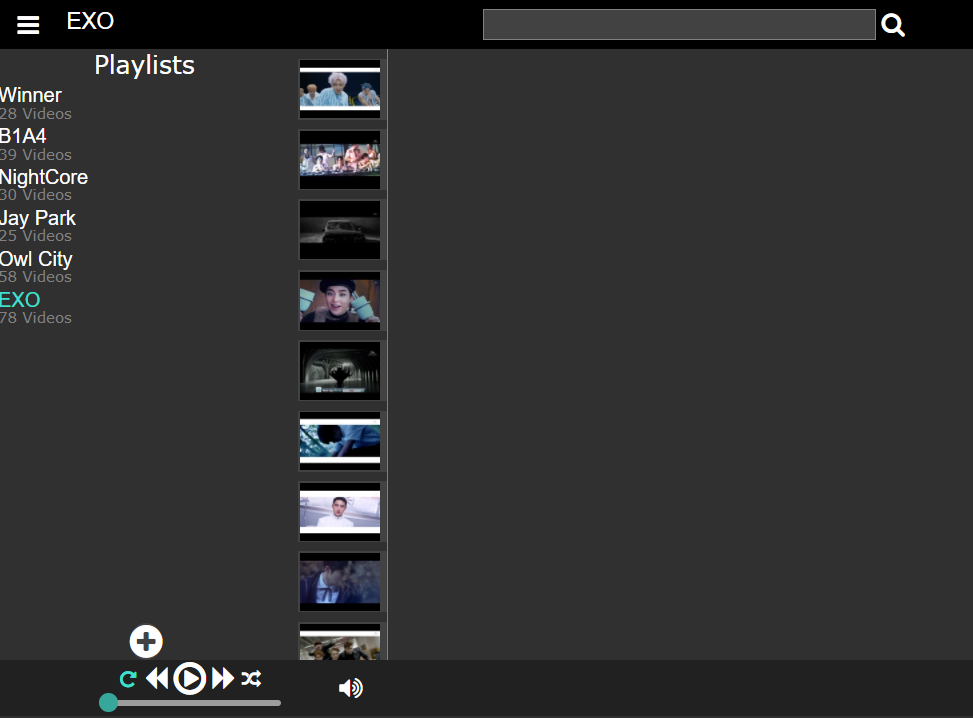 EXO
Playlists
Winner
28 Videos
B1A4
39 Videos
NightCore
30 Videos
Jay Park
25 Videos
Owl City
58 Videos
EXO
78 Videos